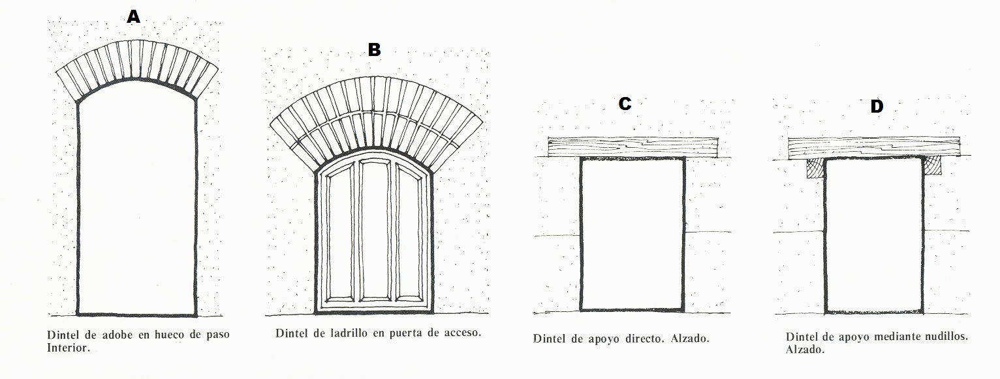 A
B
C
D
Dintel de adobe en hueco de paso
Interior.
Dintel de ladrillo en puerta de acceso.
Dintel de apoyo directo. Alzado.
Dintel de apoyo mediante nudillos.
Alzado.